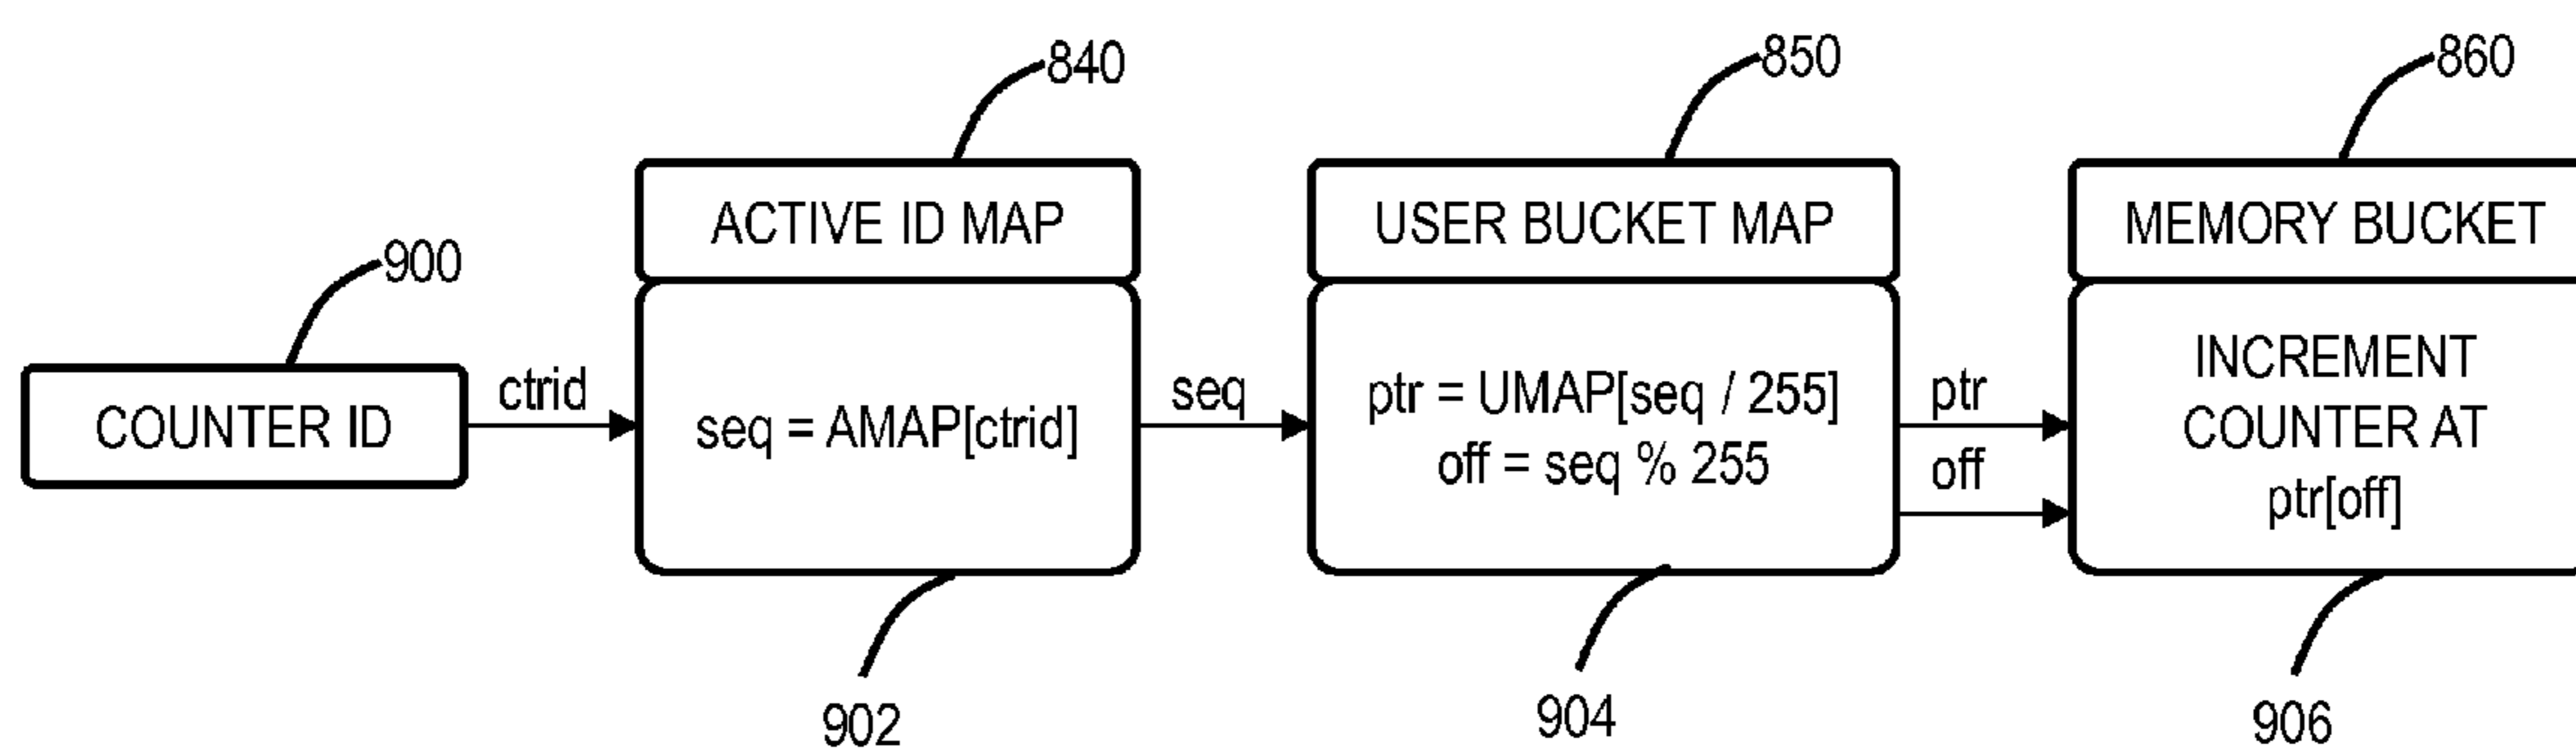 840
850
860
900
ACTIVE ID MAP
USER BUCKET MAP
MEMORY BUCKET
COUNTER ID
ctrid
seq = AMAP[ctrid]
seq
ptr = UMAP[seq / 255]
off = seq % 255
ptr
off
INCREMENT
COUNTER AT
ptr[off]
902
904
906